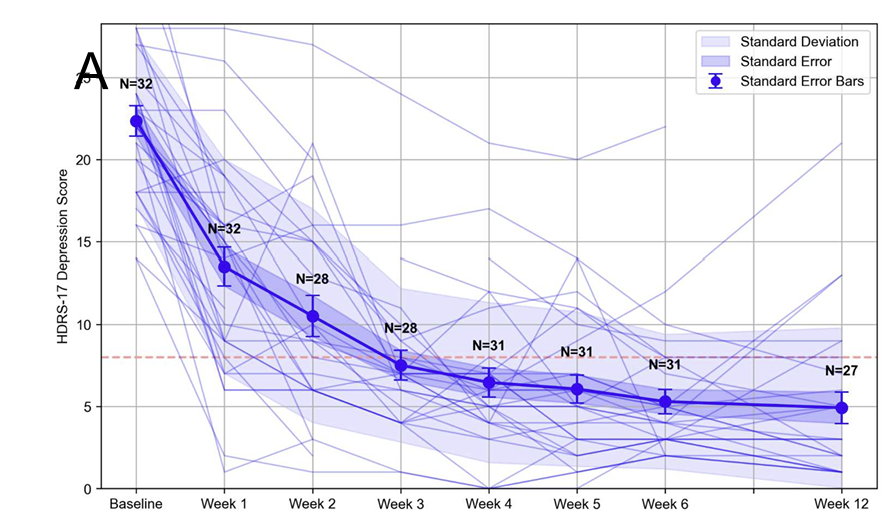 A
Standard Deviation
Standard Error
Standard Error Bars
HDRS-17 Depression Score
25
20
15
10
5
0
N=32
N=32
N=28
N=28
N=31
N=31
N=31
N=27
Baseline
Week 1
Week 2
Week 3
Week 4
Week 5
Week 6
Week 12